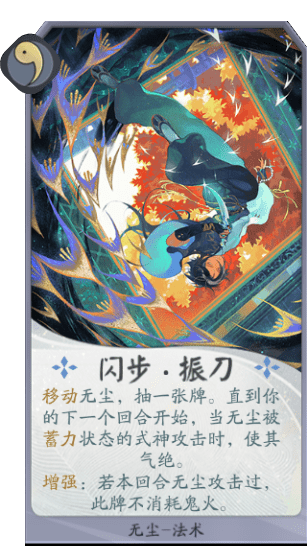 闪步·振刀
移动无尘，抽一张牌。直到你
的下一个回合开始，当无尘被
蓄力状态的式神攻击时，使其
气绝。
增强：若本回合无尘攻击过，
此牌不消耗鬼火。
无尘-法术